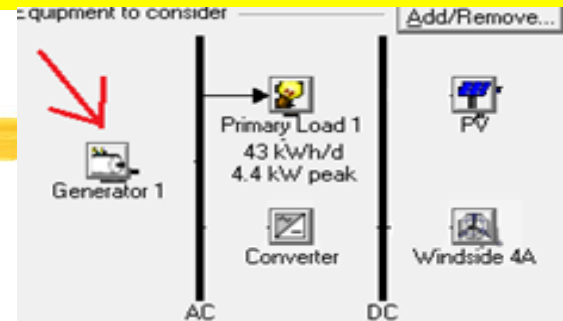 Equipment to consider
Add/Remove...
Primary Load 1
43 kWh/d
4.4 kW peak
PV
Generator 1
Converter
Windside 4A
AC
DC